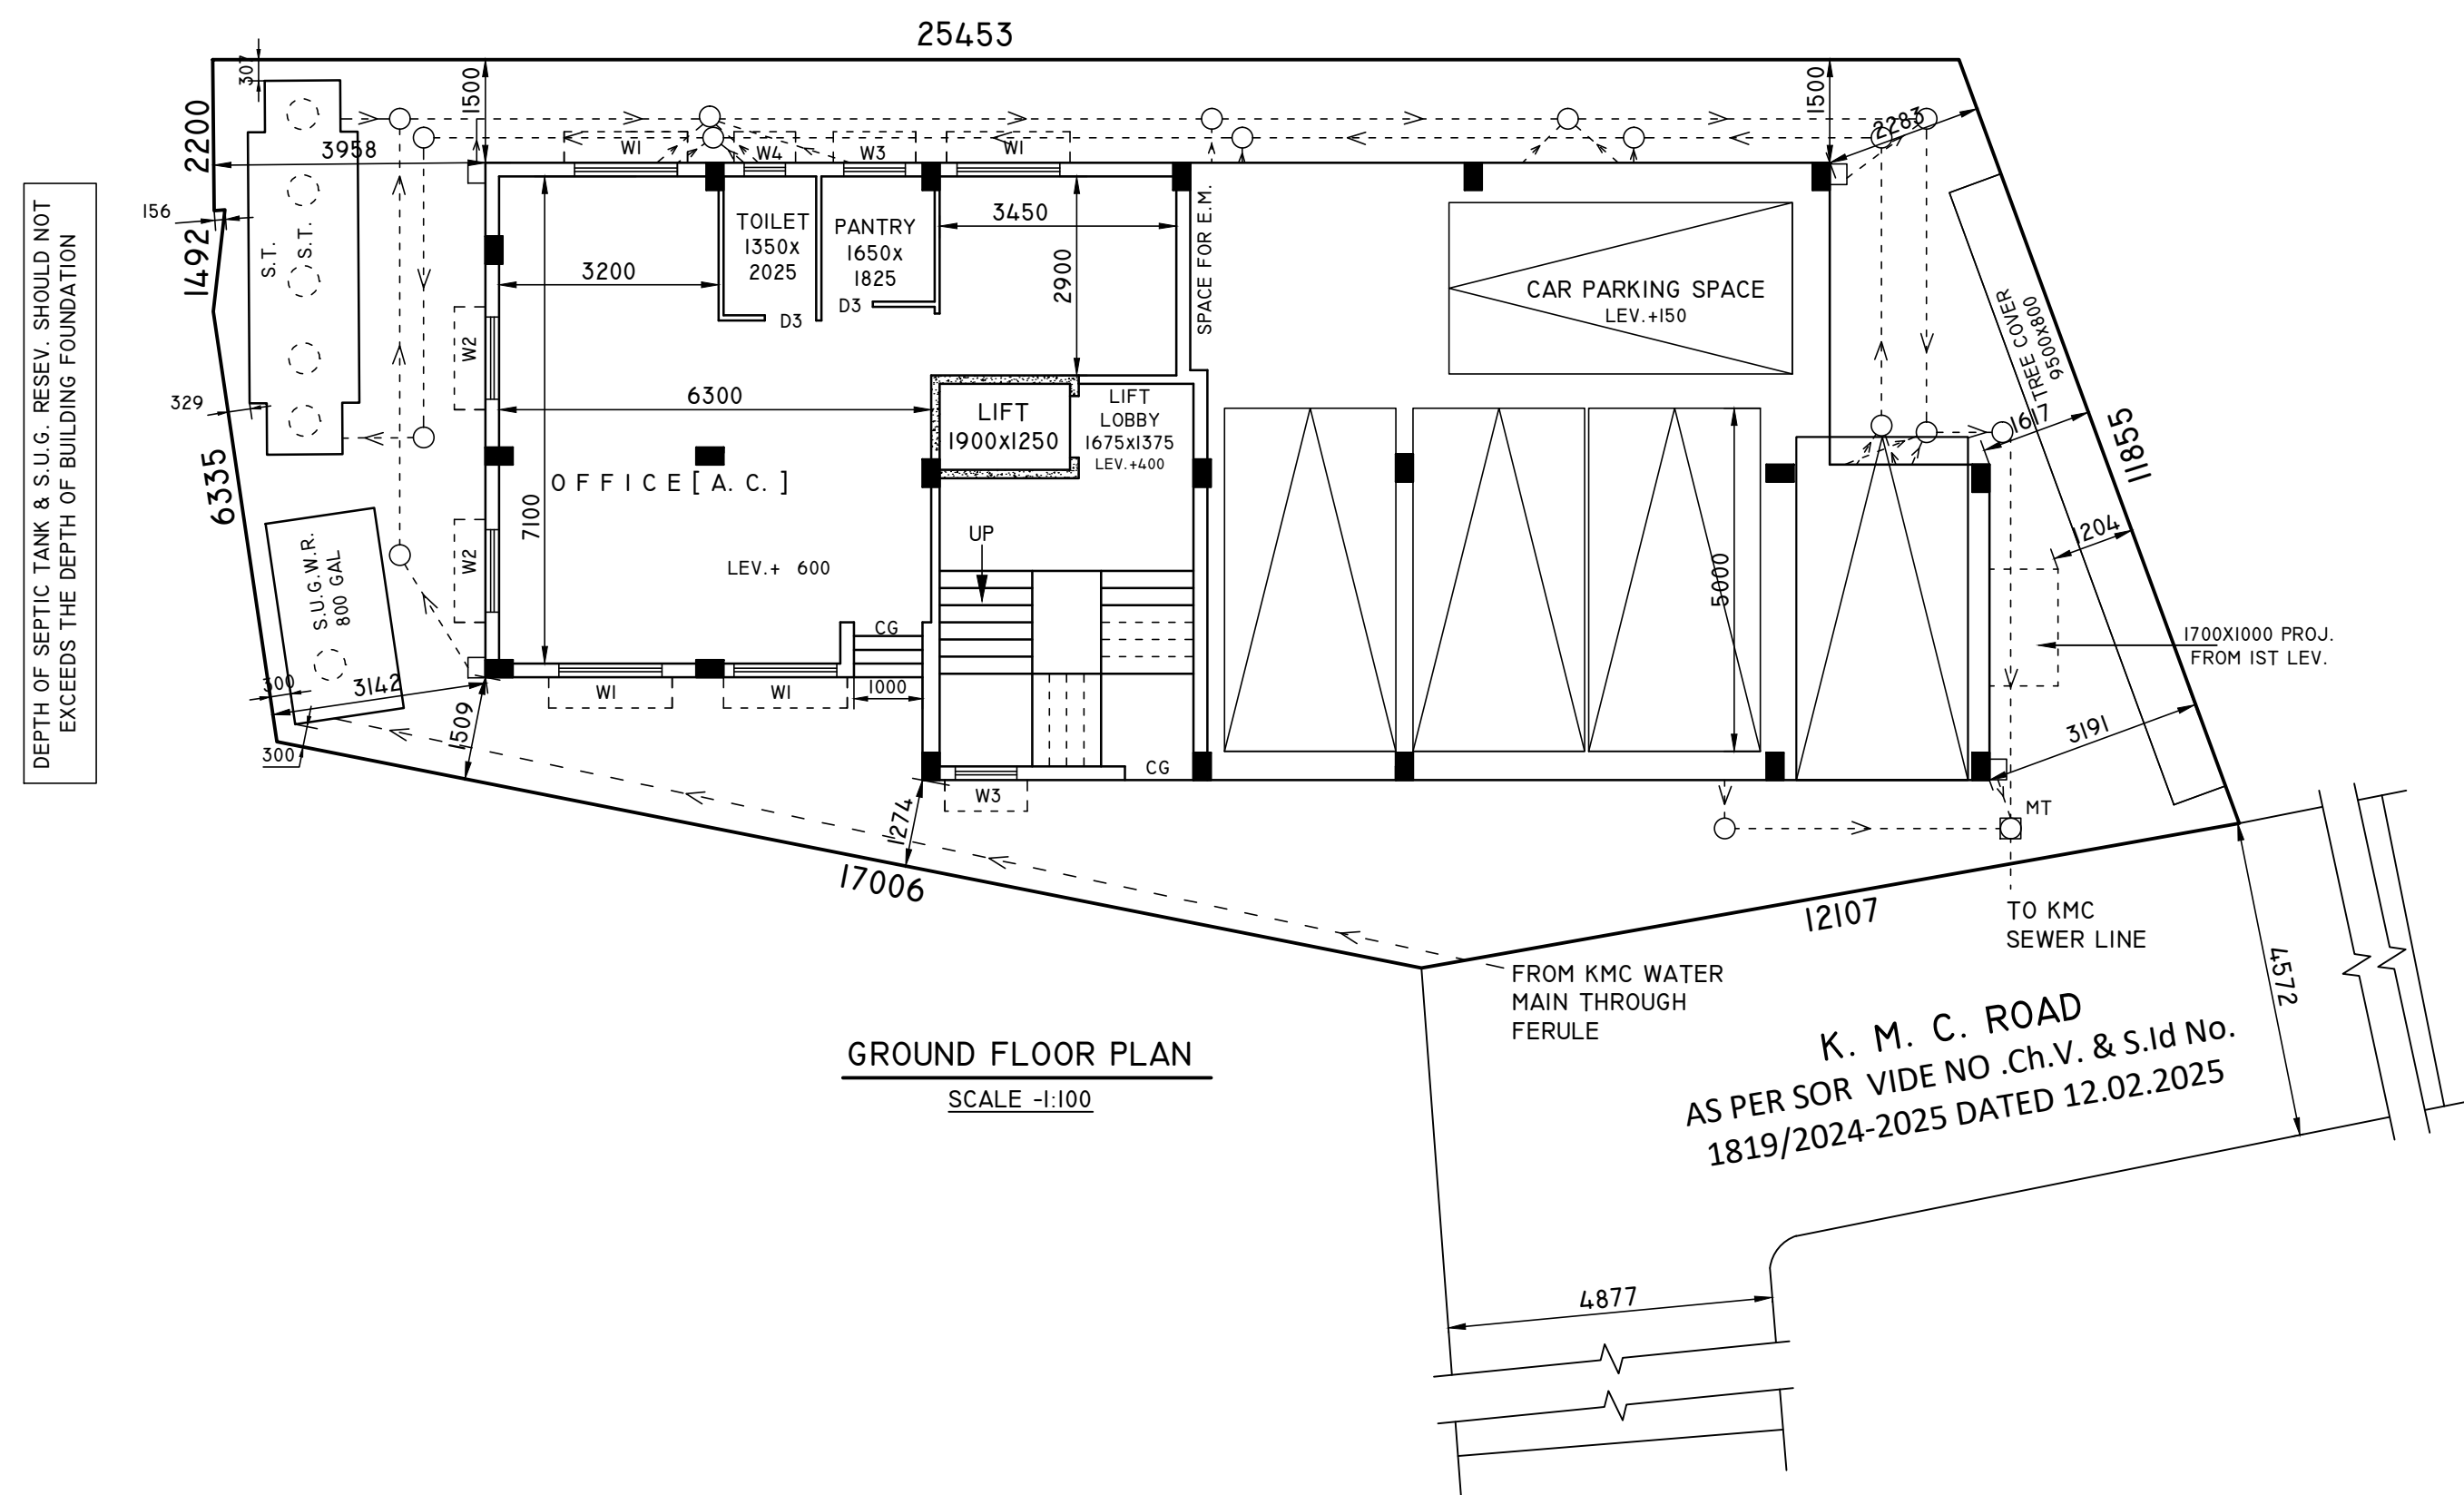 25453
307
1500
1500
2283
2200
3958
W1
W4
W3
W1
156
1492
S.T.
S.T.
TOILET
1350x
2025
PANTRY
1650x
1825
D3
D3
3450
2900
3200
SPACE FOR E.M.
CAR PARKING SPACE
LEV.+150
TREE COVER
9500x800
1617
11855
DEPTH OF SEPTIC TANK & S.U.G. RESEV. SHOULD NOT
EXCEEDS THE DEPTH OF BUILDING FOUNDATION
329
6335
W2
6300
LIFT
1900x1250
LIFT
LOBBY
1675x1375
LEV.+400
OFFICE[A.C.]
7100
W2
UP
LEV.+ 600
5000
1204
S.U.G.W.R.
800 GAL
1700X1000 PROJ.
FROM 1ST LEV.
CG
300
3142
W1
W1
1000
1509
300
3191
CG
W3
1274
MT
17006
12107
TO KMC
SEWER LINE
FROM KMC WATER
MAIN THROUGH
FERULE
4572
GROUND FLOOR PLAN
SCALE -1:100
K. M. C. ROAD
AS PER SOR VIDE NO .Ch.V. & S.Id No.
1819/2024-2025 DATED 12.02.2025
4877